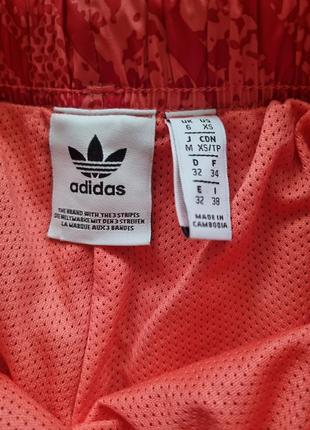 adidas
THE BRAND WITH THE 3 STRIPES
DIE WELTMARKE MIT DEN 3 STREIFEN
LA MARQUE AUX 3 BANDES
UK US
6 XS
J CDN
M XS/TP
D F
32 34
E I
32 38
MADE IN
CAMBODIA